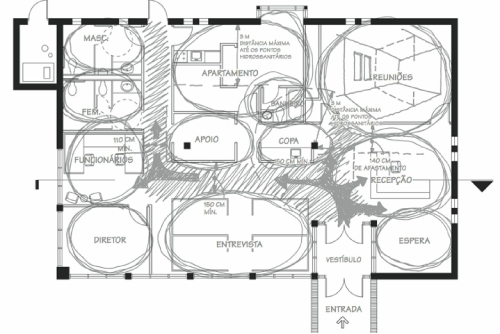 MASC.
3 M
DISTÂNCIA MÁXIMA
ATÉ OS PONTOS
HIDROSSANITÁRIOS
APARTAMENTO
REUNIÕES
BANHEIRO
3 M
DISTÂNCIA MÁXIMA
ATÉ OS PONTOS
HIDROSSANITÁRIOS
FEM.
110 CM
MÍN.
APOIO
COPA
FUNCIONÁRIOS
150 CM MÍN.
140 CM
DE AFASTAMENTO
RECEPÇÃO
150 CM
MÍN.
DIRETOR
ENTREVISTA
ESPERA
VESTÍBULO
ENTRADA